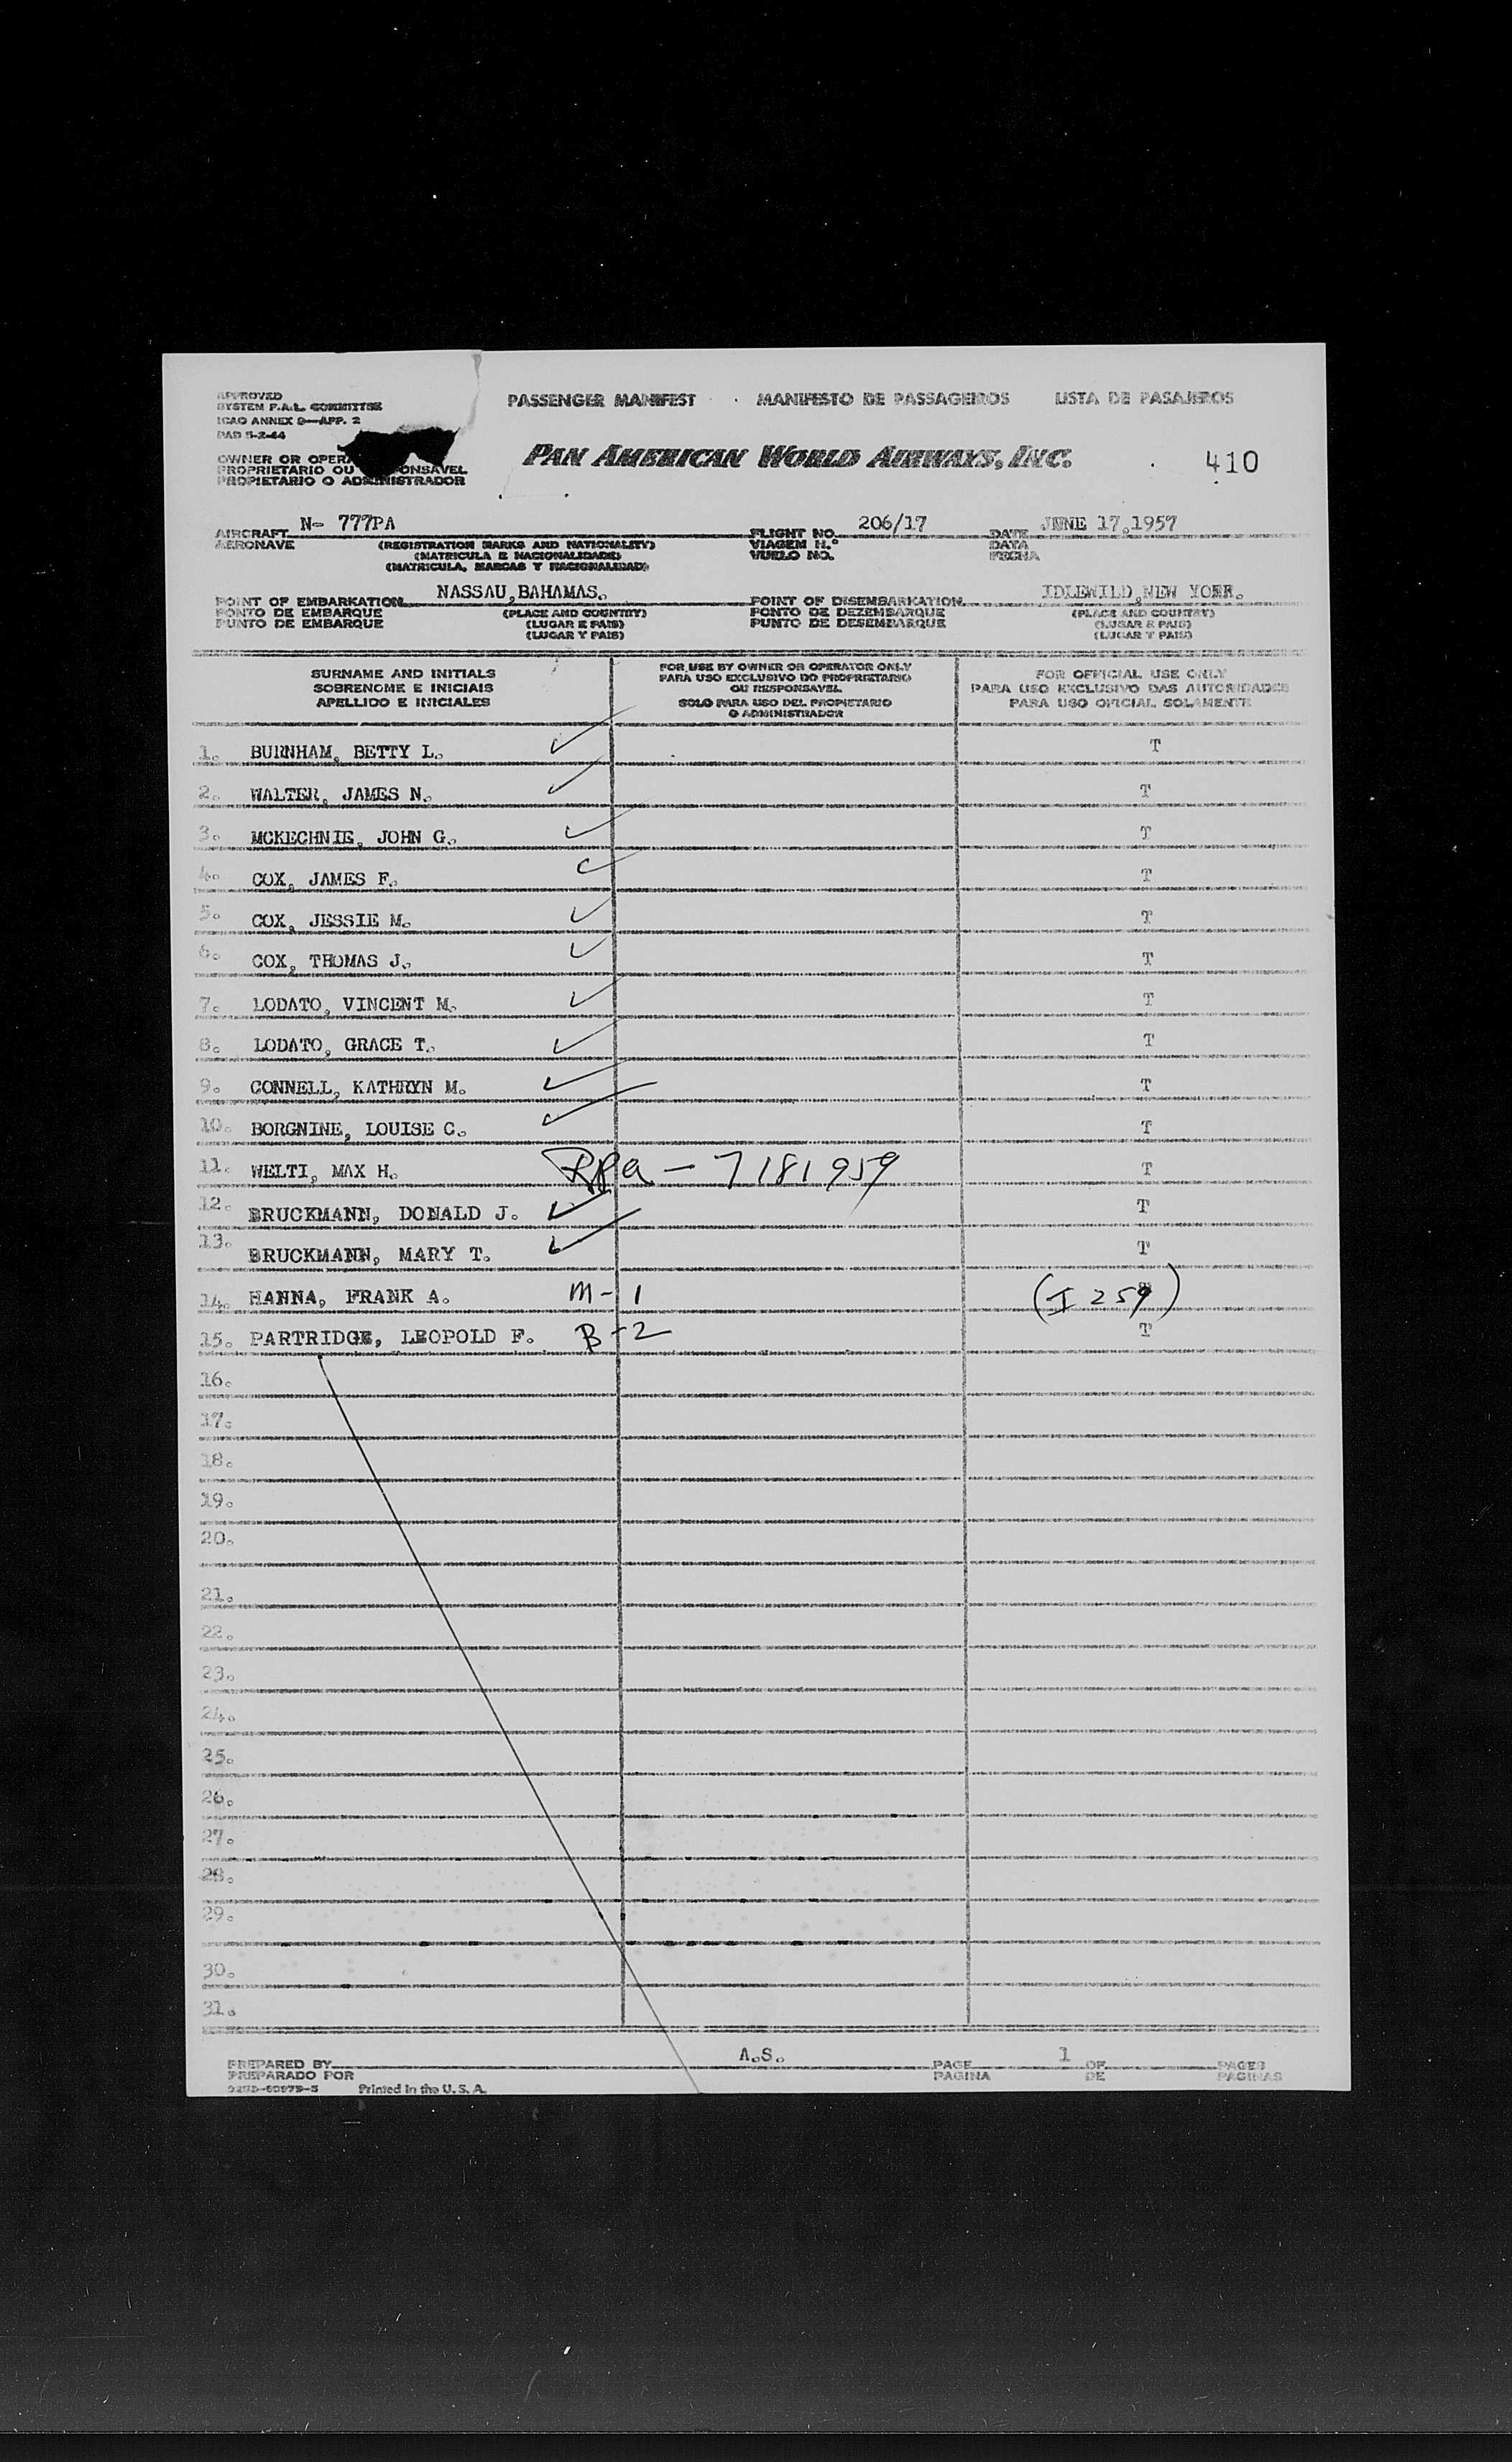 APPROVED
SYSTEM F.A.L. COMMITTEE
ICAO ANNEX 9—APP. 2
PAD 5-2-44
PASSENGER MANIFEST MANIFESTO DE PASSAGEIROS LISTA DE PASAJEROS
OWNER OR OPERA
PROPRIETARIO OU PONSAVEL
PROPIETARIO O ADMINISTRADOR
PAN AMERICAN WORLD AIRWAYS, INC.
410
AIRCRAFT N- 777PA FLIGHT NO. 206/17 DATE JUNE 17,1957
AERONAVE (REGISTRATION MARKS AND NATIONALITY) VIAGEM N.º DATA
(MATRICULA E NACIONALIDADE) VUELO NO. FECHA
(MATRICULA, MARCAS Y NACIONALIDAD)
POINT OF EMBARKATION NASSAU,BAHAMAS. POINT OF DISEMBARKATION IDLEWILD,NEW YORK.
PONTO DE EMBARQUE (PLACE AND COUNTRY) PONTO DE DEZEMBARQUE (PLACE AND COUNTRY)
PUNTO DE EMBARQUE (LUGAR E PAIS) PUNTO DE DESEMBARQUE (LUGAR E PAIS)
(LUGAR Y PAIS) (LUGAR Y PAIS)
SURNAME AND INITIALS
SOBRENOME E INICIAIS
APELLIDO E INICIALES
FOR USE BY OWNER OR OPERATOR ONLY
PARA USO EXCLUSIVO DO PROPRIETARIO
OU RESPONSAVEL
SOLO PARA USO DEL PROPIETARIO
O ADMINISTRADOR
FOR OFFICIAL USE ONLY
PARA USO EXCLUSIVO DAS AUTORIDADES
PARA USO OFICIAL SOLAMENTE
1. BURNHAM, BETTY L. T
2. WALTER, JAMES N. T
3. MCKECHNIE, JOHN G. T
4. COX, JAMES F. T
5. COX, JESSIE M. T
6. COX, THOMAS J. T
7. LODATO, VINCENT M. T
8. LODATO, GRACE T. T
9. CONNELL, KATHRYN M. T
10. BORGNINE, LOUISE C. T
11. WELTI, MAX H. RPa - 7181959 T
12. BRUCKMANN, DONALD J. T
13. BRUCKMANN, MARY T. T
14. HANNA, FRANK A. M-1 (I 259)
15. PARTRIDGE, LEOPOLD F. B-2 T
16.
17.
18.
19.
20.
21.
22.
23.
24.
25.
26.
27.
28.
29.
30.
31.
PREPARED BY A.S. PAGE 1 OF PAGES
PREPARADO POR PAGINA DE PAGINAS
Printed in the U. S. A.